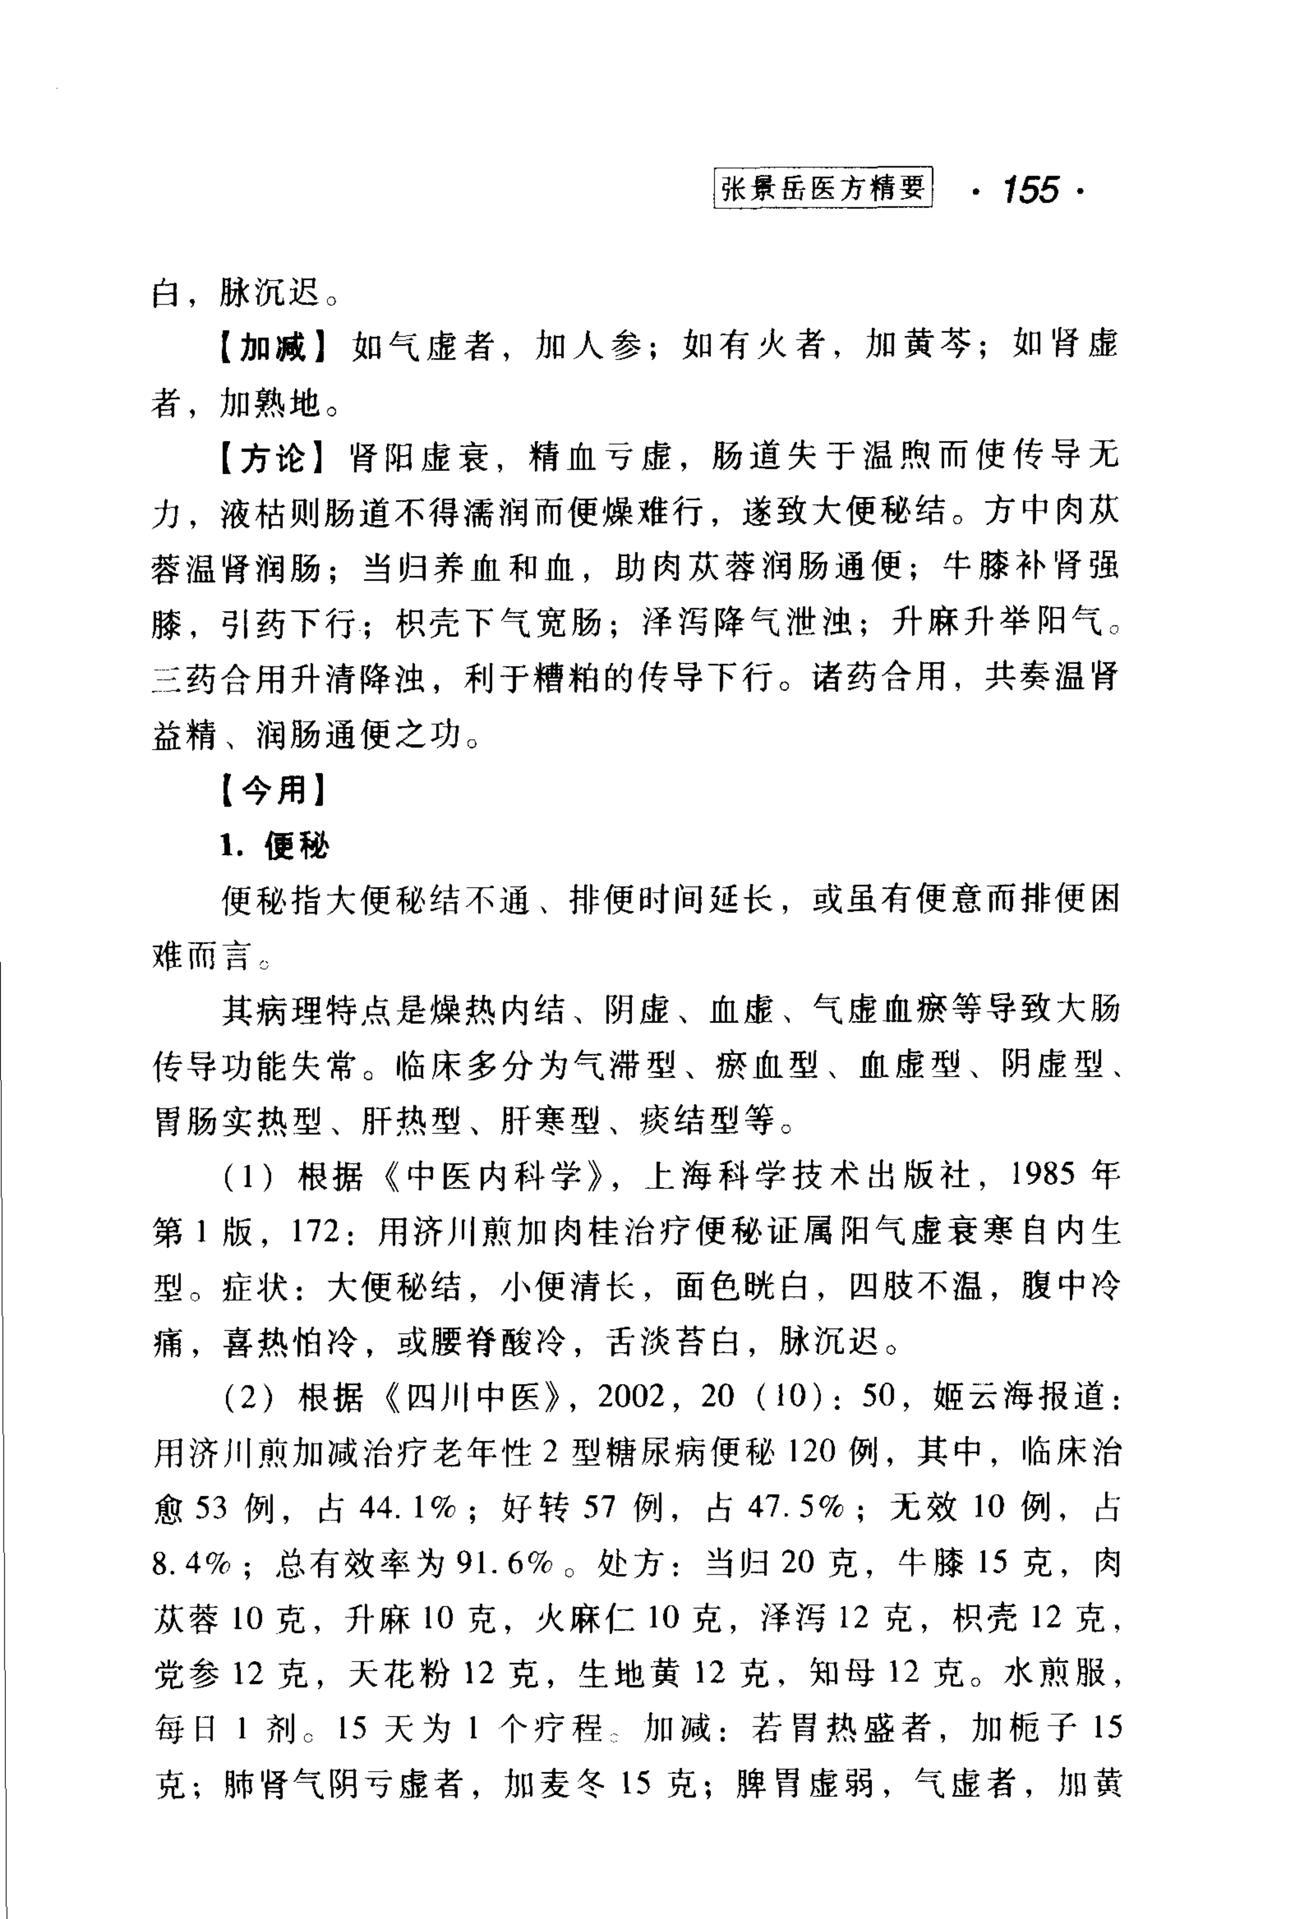 张景岳医方精要 · 155 ·
白，脉沉迟。
【加减】如气虚者，加人参；如有火者，加黄芩；如肾虚
者，加熟地。
【方论】肾阳虚衰，精血亏虚，肠道失于温煦而使传导无
力，液枯则肠道不得濡润而便燥难行，遂致大便秘结。方中肉苁
蓉温肾润肠；当归养血和血，助肉苁蓉润肠通便；牛膝补肾强
膝，引药下行；枳壳下气宽肠；泽泻降气泄浊；升麻升举阳气。
三药合用升清降浊，利于糟粕的传导下行。诸药合用，共奏温肾
益精、润肠通便之功。
【今用】
1. 便秘
便秘指大便秘结不通、排便时间延长，或虽有便意而排便困
难而言。
其病理特点是燥热内结、阴虚、血虚、气虚血瘀等导致大肠
传导功能失常。临床多分为气滞型、瘀血型、血虚型、阴虚型、
胃肠实热型、肝热型、肝寒型、痰结型等。
（1）根据《中医内科学》，上海科学技术出版社，1985 年
第 1 版，172：用济川煎加肉桂治疗便秘证属阳气虚衰寒自内生
型。症状：大便秘结，小便清长，面色晄白，四肢不温，腹中冷
痛，喜热怕冷，或腰脊酸冷，舌淡苔白，脉沉迟。
（2）根据《四川中医》，2002，20（10）：50，姬云海报道：
用济川煎加减治疗老年性 2 型糖尿病便秘 120 例，其中，临床治
愈 53 例，占 44.1%；好转 57 例，占 47.5%；无效 10 例，占
8.4%；总有效率为 91.6%。处方：当归 20 克，牛膝 15 克，肉
苁蓉 10 克，升麻 10 克，火麻仁 10 克，泽泻 12 克，枳壳 12 克，
党参 12 克，天花粉 12 克，生地黄 12 克，知母 12 克。水煎服，
每日 1 剂。15 天为 1 个疗程。加减：若胃热盛者，加栀子 15
克；肺肾气阴亏虚者，加麦冬 15 克；脾胃虚弱，气虚者，加黄